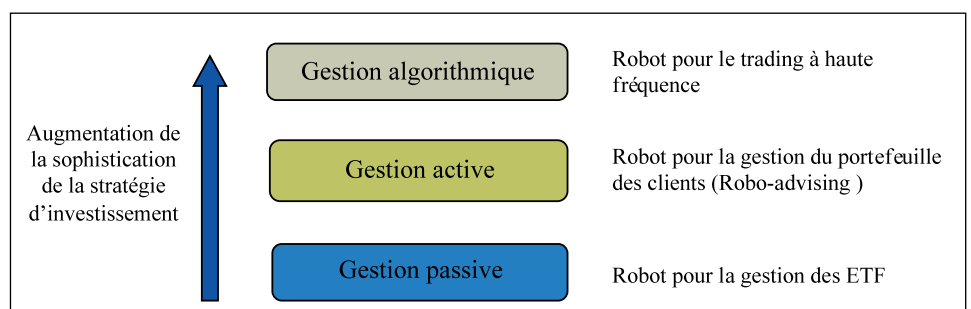 Gestion algorithmique
Robot pour le trading à haute
fréquence
Augmentation de
la sophistication
de la stratégie
d'investissement
Gestion active
Robot pour la gestion du portefeuille
des clients (Robo-advising )
Gestion passive
Robot pour la gestion des ETF